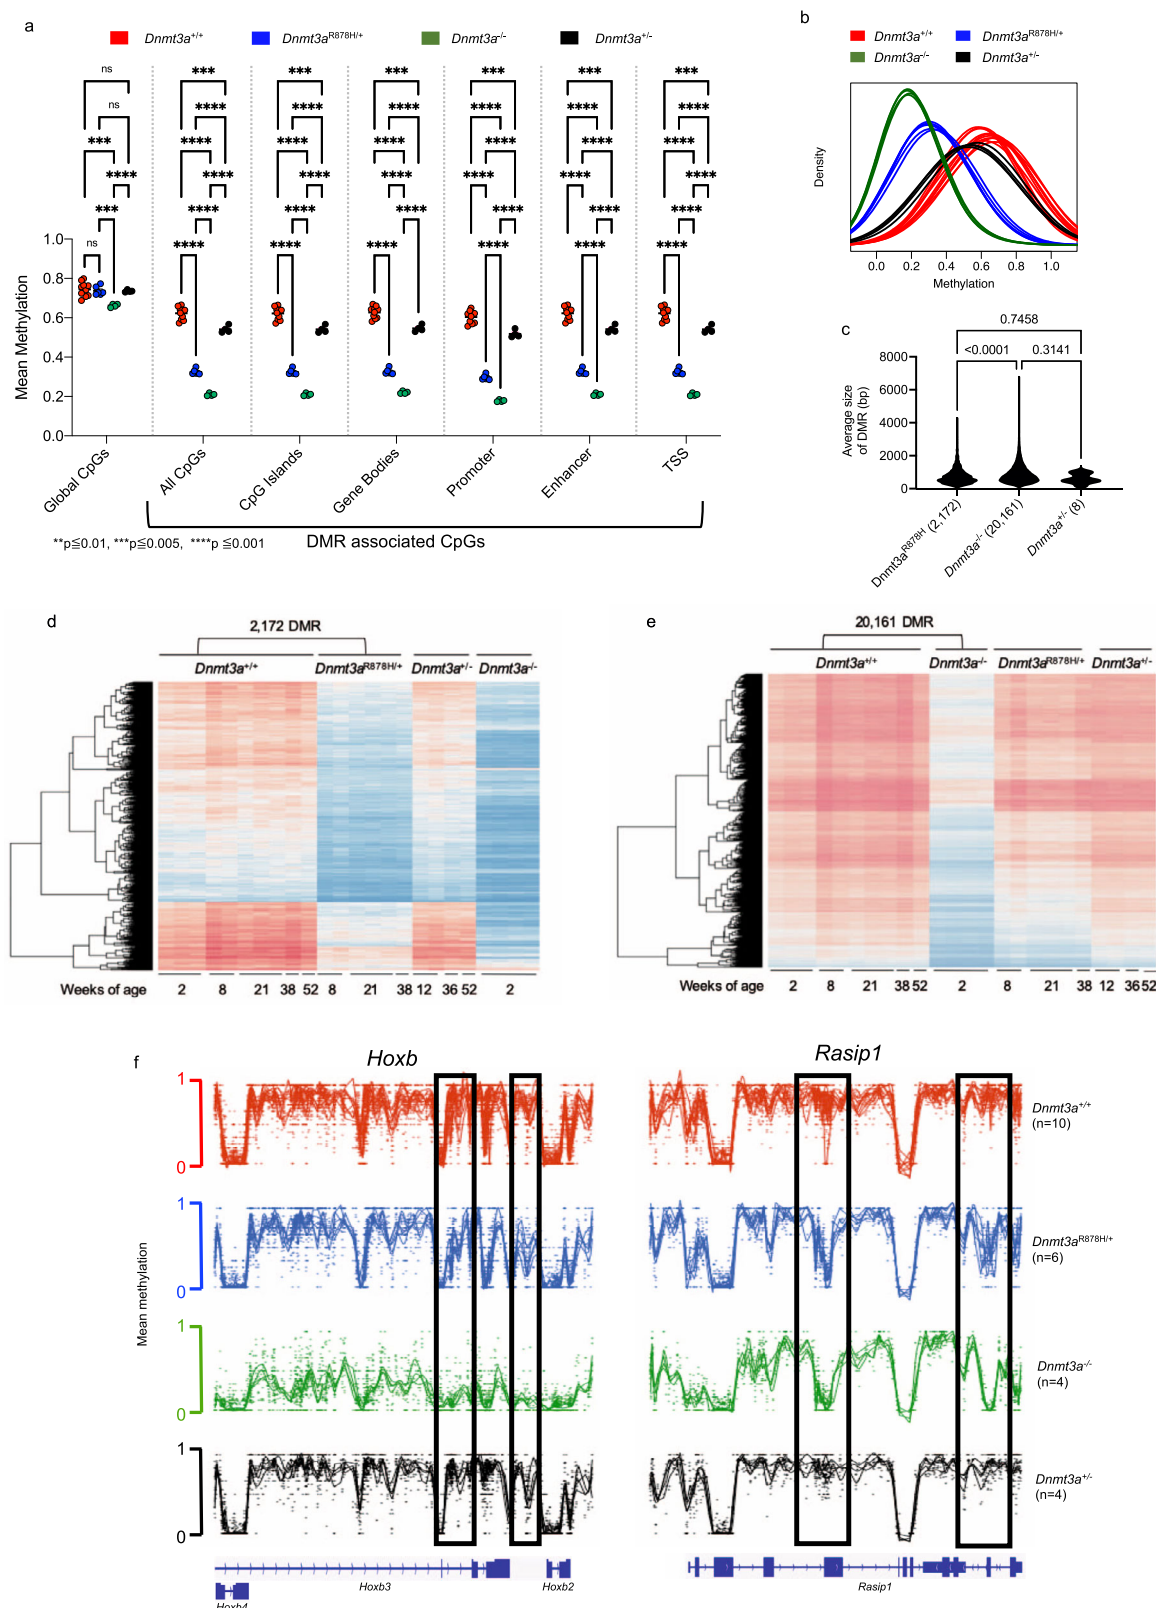 a
Dnmt3a+/+ Dnmt3aR878H/+ Dnmt3a-/- Dnmt3a+/-
ns *** *** *** *** *** ***
ns **** **** **** **** **** ****
*** **** **** **** **** **** ****
**** **** **** **** **** **** ****
*** **** **** **** **** **** ****
ns **** **** **** **** **** ****
Mean Methylation
1.0
0.8
0.6
0.4
0.2
0.0
Global CpGs
All CpGs
CpG Islands
Gene Bodies
Promoter
Enhancer
TSS
**p≦0.01, ***p≦0.005, ****p ≦0.001
DMR associated CpGs
b
Dnmt3a+/+ Dnmt3aR878H/+
Dnmt3a-/- Dnmt3a+/-
Density
0.0 0.2 0.4 0.6 0.8 1.0
Methylation
c
0.7458
<0.0001 0.3141
Average size
of DMR (bp)
8000
6000
4000
2000
0
Dnmt3aR878H (2,172)
Dnmt3a-/- (20,161)
Dnmt3a+/- (8)
d
2,172 DMR
Dnmt3a+/+ Dnmt3aR878H/+ Dnmt3a+/- Dnmt3a-/-
Weeks of age 2 8 21 38 52 8 21 38 12 36 52 2
e
20,161 DMR
Dnmt3a+/+ Dnmt3a-/- Dnmt3aR878H/+ Dnmt3a+/-
Weeks of age 2 8 21 38 52 2 8 21 38 12 36 52
f
Hoxb Rasip1
Mean methylation
1
0
Dnmt3a+/+
(n=10)
1
0
Dnmt3aR878H/+
(n=6)
1
0
Dnmt3a-/-
(n=4)
1
0
Dnmt3a+/-
(n=4)
Hoxb3 Hoxb2 Rasip1
Hoxb4